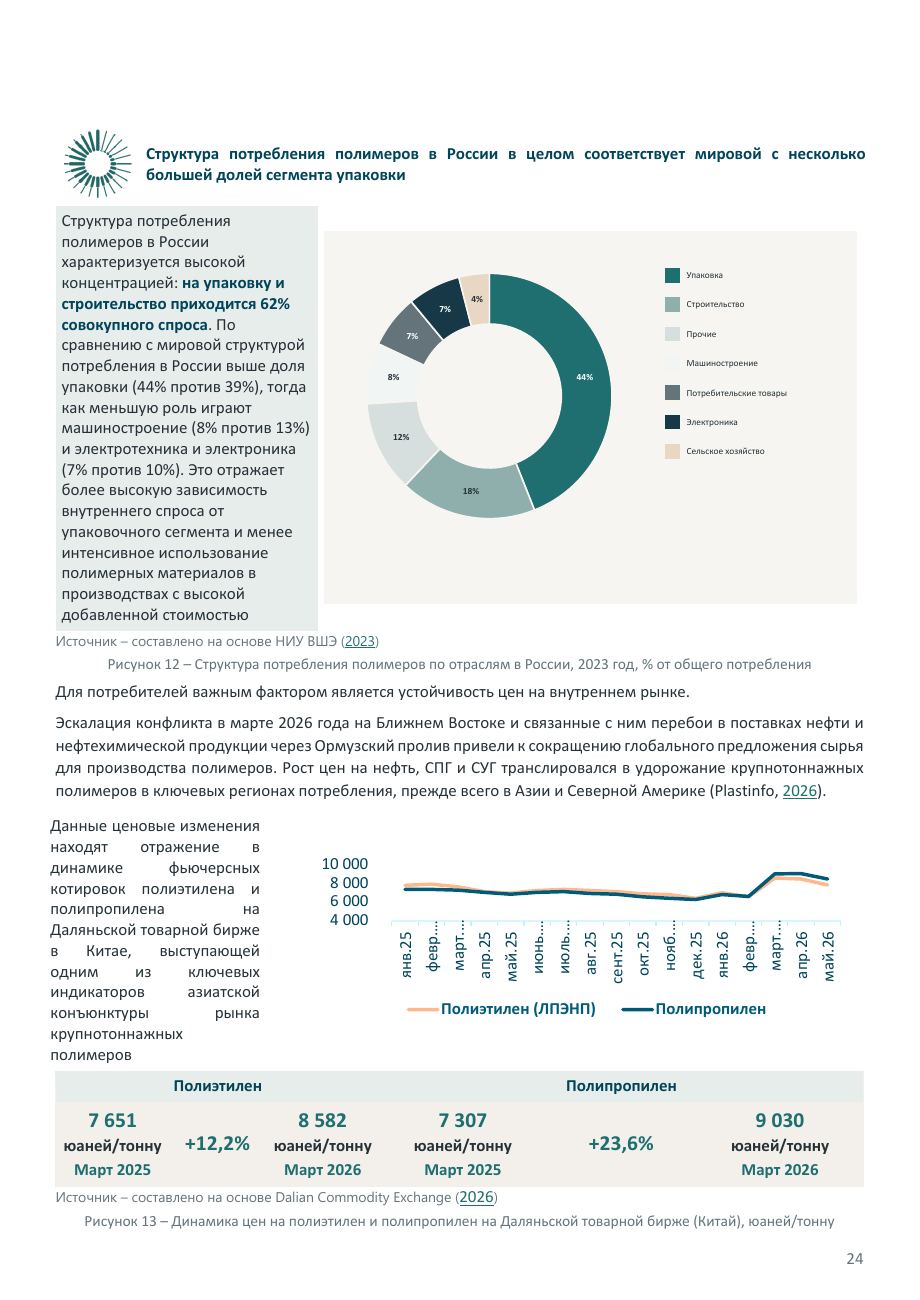 Структура потребления полимеров в России в целом соответствует мировой с несколько
большей долей сегмента упаковки
Структура потребления
полимеров в России
характеризуется высокой
концентрацией: на упаковку и
строительство приходится 62%
совокупного спроса. По
сравнению с мировой структурой
потребления в России выше доля
упаковки (44% против 39%), тогда
как меньшую роль играют
машиностроение (8% против 13%)
и электротехника и электроника
(7% против 10%). Это отражает
более высокую зависимость
внутреннего спроса от
упаковочного сегмента и менее
интенсивное использование
полимерных материалов в
производствах с высокой
добавленной стоимостью
44%
18%
12%
8%
7%
7%
4%
Упаковка
Строительство
Прочие
Машиностроение
Потребительские товары
Электроника
Сельское хозяйство
Источник – составлено на основе НИУ ВШЭ (2023)
Рисунок 12 – Структура потребления полимеров по отраслям в России, 2023 год, % от общего потребления
Для потребителей важным фактором является устойчивость цен на внутреннем рынке.
Эскалация конфликта в марте 2026 года на Ближнем Востоке и связанные с ним перебои в поставках нефти и
нефтехимической продукции через Ормузский пролив привели к сокращению глобального предложения сырья
для производства полимеров. Рост цен на нефть, СПГ и СУГ транслировался в удорожание крупнотоннажных
полимеров в ключевых регионах потребления, прежде всего в Азии и Северной Америке (Plastinfo, 2026).
Данные ценовые изменения
находят отражение в
динамике фьючерсных
котировок полиэтилена и
полипропилена на
Даляньской товарной бирже
в Китае, выступающей
одним из ключевых
индикаторов азиатской
конъюнктуры рынка
крупнотоннажных
полимеров
10 000
8 000
6 000
4 000
янв.25
февр.…
март.…
апр.25
май.25
июнь.…
июль.…
авг.25
сент.25
окт.25
нояб.…
дек.25
янв.26
февр.…
март.…
апр.26
май.26
Полиэтилен (ЛПЭНП)
Полипропилен
Полиэтилен
Полипропилен
7 651
юаней/тонну
Март 2025
+12,2%
8 582
юаней/тонну
Март 2026
7 307
юаней/тонну
Март 2025
+23,6%
9 030
юаней/тонну
Март 2026
Источник – составлено на основе Dalian Commodity Exchange (2026)
Рисунок 13 – Динамика цен на полиэтилен и полипропилен на Даляньской товарной бирже (Китай), юаней/тонну
24